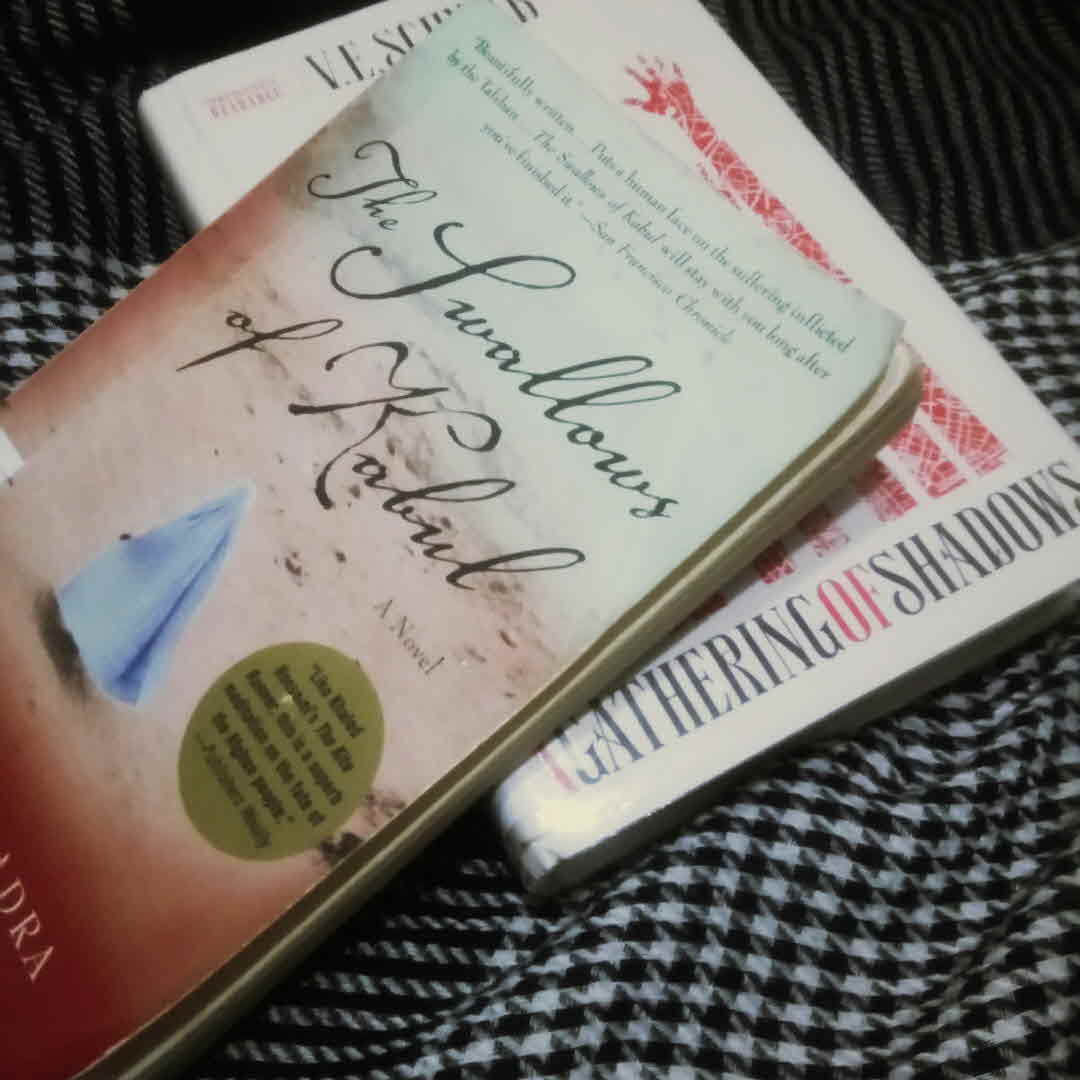 V.E. SCHWAB
"Beautifully written. . . . Puts a human face on the suffering inflicted
by the Taliban. . . . The Swallows of Kabul will stay with you long after
you've finished it." —San Francisco Chronicle
The
Swallows
of Kabul
A Novel
"Like Khaled
Hosseini's The Kite
Runner, this is a superb
meditation on the fate of
the Afghan people."
—Publishers Weekly
ADRA
A GATHERING OF SHADOWS